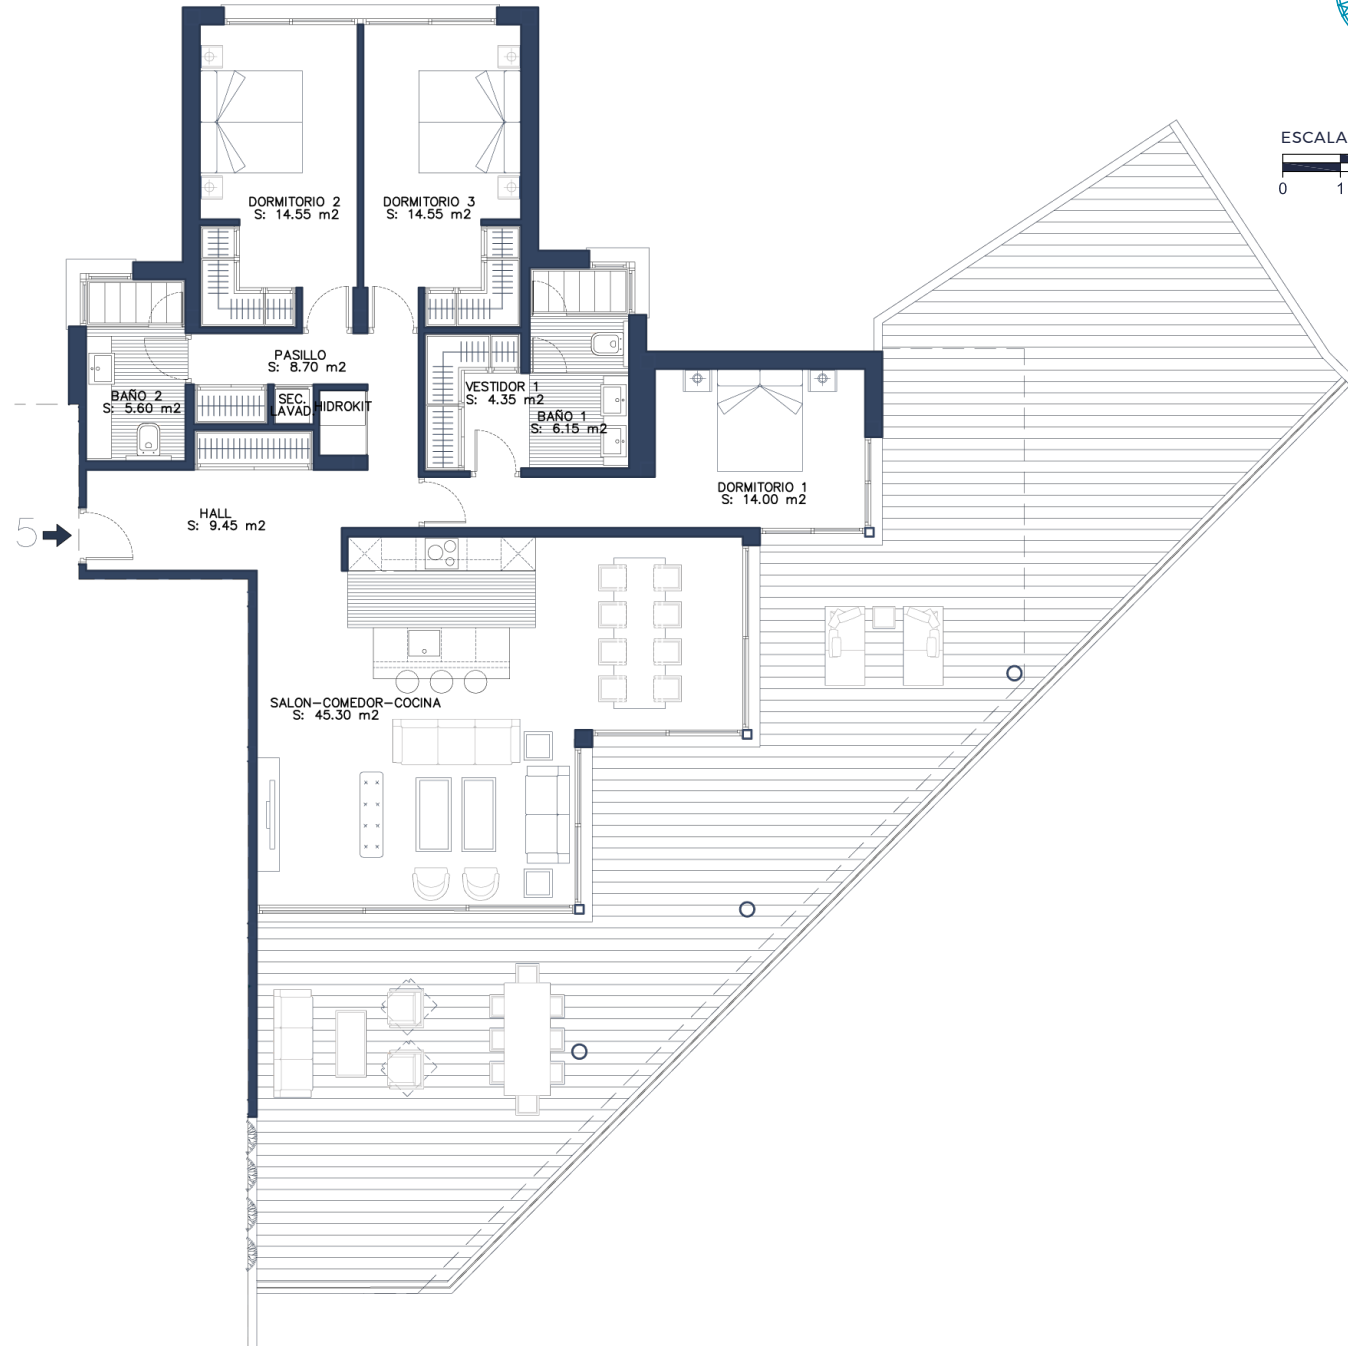 ESCALA
0 1
DORMITORIO 2
S: 14.55 m2
DORMITORIO 3
S: 14.55 m2
PASILLO
S: 8.70 m2
BAÑO 2
S: 5.60 m2
SEC.
LAVAD.
HIDROKIT
VESTIDOR 1
S: 4.35 m2
BAÑO 1
S: 6.15 m2
DORMITORIO 1
S: 14.00 m2
HALL
S: 9.45 m2
5
SALON-COMEDOR-COCINA
S: 45.30 m2